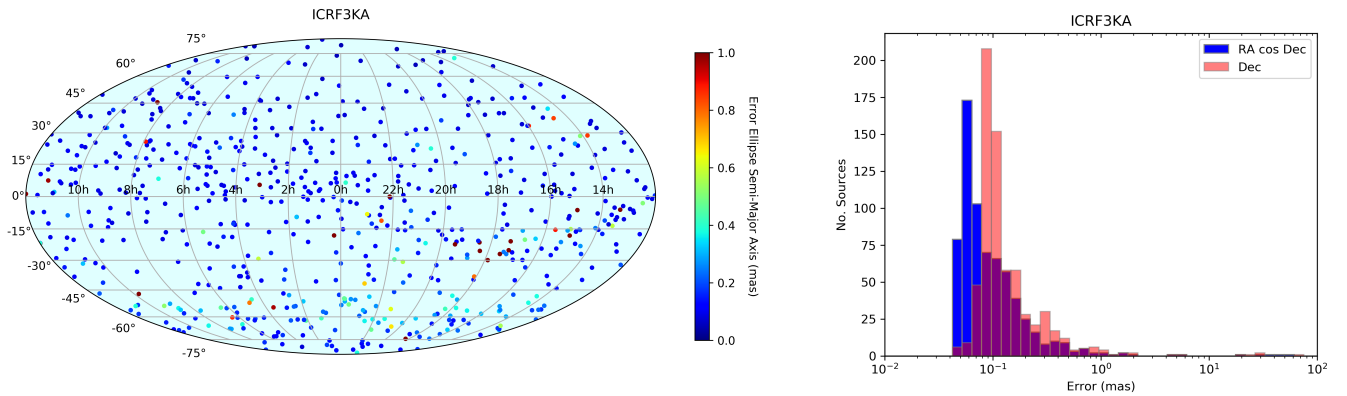 ICRF3KA
75°
60°
45°
30°
15°
0°
-15°
-30°
-45°
-60°
-75°
10h 8h 6h 4h 2h 0h 22h 20h 18h 16h 14h
1.0
0.8
0.6
0.4
0.2
0.0
Error Ellipse Semi-Major Axis (mas)
ICRF3KA
RA cos Dec
Dec
No. Sources
200
175
150
125
100
75
50
25
0
10⁻² 10⁻¹ 10⁰ 10¹ 10²
Error (mas)